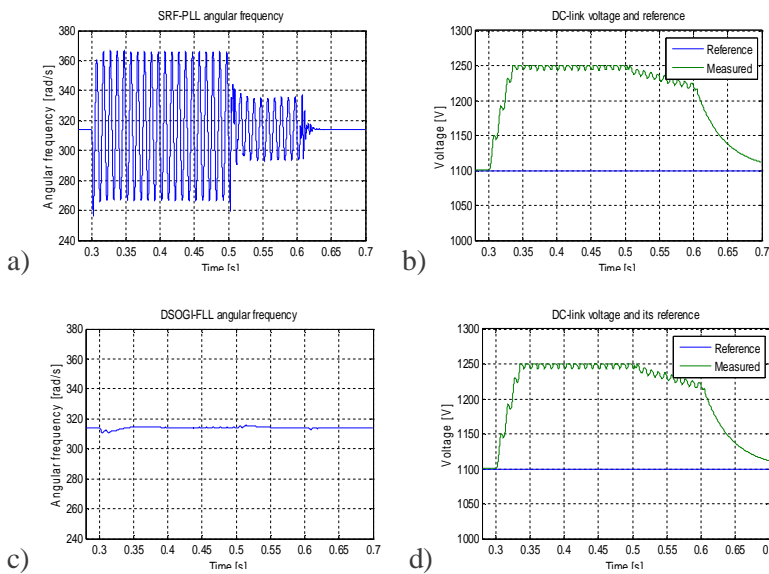 SRF-PLL angular frequency
Angular frequency [rad/s]
380
360
340
320
300
280
260
240
0.3 0.35 0.4 0.45 0.5 0.55 0.6 0.65 0.7
Time [s]
a)
DC-link voltage and reference
Voltage [V]
1300
1250
1200
1150
1100
1050
1000
Reference
Measured
0.3 0.35 0.4 0.45 0.5 0.55 0.6 0.65 0.7
Time [s]
b)
DSOGI-FLL angular frequency
Angular frequency [rad/s]
380
360
340
320
300
280
260
240
0.3 0.35 0.4 0.45 0.5 0.55 0.6 0.65 0.7
Time [s]
c)
DC-link voltage and its reference
Voltage [V]
1300
1250
1200
1150
1100
1050
1000
Reference
Measured
0.3 0.35 0.4 0.45 0.5 0.55 0.6 0.65
Time [s]
d)